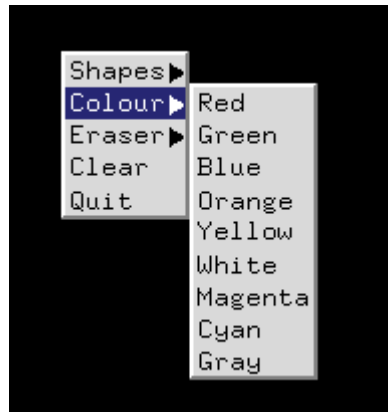 Shapes
Colour
Eraser
Clear
Quit
Red
Green
Blue
Orange
Yellow
White
Magenta
Cyan
Gray